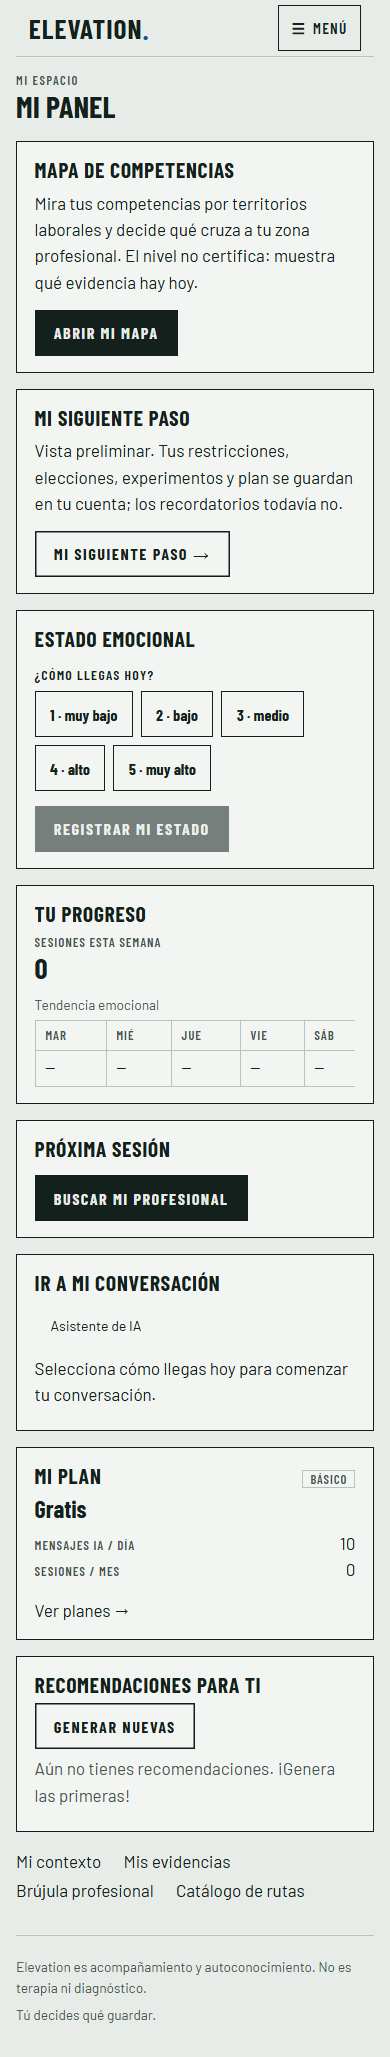 ELEVATION.
☰ MENÚ
MI ESPACIO
MI PANEL
MAPA DE COMPETENCIAS
Mira tus competencias por territorios
laborales y decide qué cruza a tu zona
profesional. El nivel no certifica: muestra
qué evidencia hay hoy.
ABRIR MI MAPA
MI SIGUIENTE PASO
Vista preliminar. Tus restricciones,
elecciones, experimentos y plan se guardan
en tu cuenta; los recordatorios todavía no.
MI SIGUIENTE PASO →
ESTADO EMOCIONAL
¿CÓMO LLEGAS HOY?
1 · muy bajo
2 · bajo
3 · medio
4 · alto
5 · muy alto
REGISTRAR MI ESTADO
TU PROGRESO
SESIONES ESTA SEMANA
0
Tendencia emocional
MAR MIÉ JUE VIE SÁB
— — — — —
PRÓXIMA SESIÓN
BUSCAR MI PROFESIONAL
IR A MI CONVERSACIÓN
Asistente de IA
Selecciona cómo llegas hoy para comenzar
tu conversación.
MI PLAN
BÁSICO
Gratis
MENSAJES IA / DÍA 10
SESIONES / MES 0
Ver planes →
RECOMENDACIONES PARA TI
GENERAR NUEVAS
Aún no tienes recomendaciones. ¡Genera
las primeras!
Mi contexto Mis evidencias
Brújula profesional Catálogo de rutas
Elevation es acompañamiento y autoconocimiento. No es
terapia ni diagnóstico.
Tú decides qué guardar.